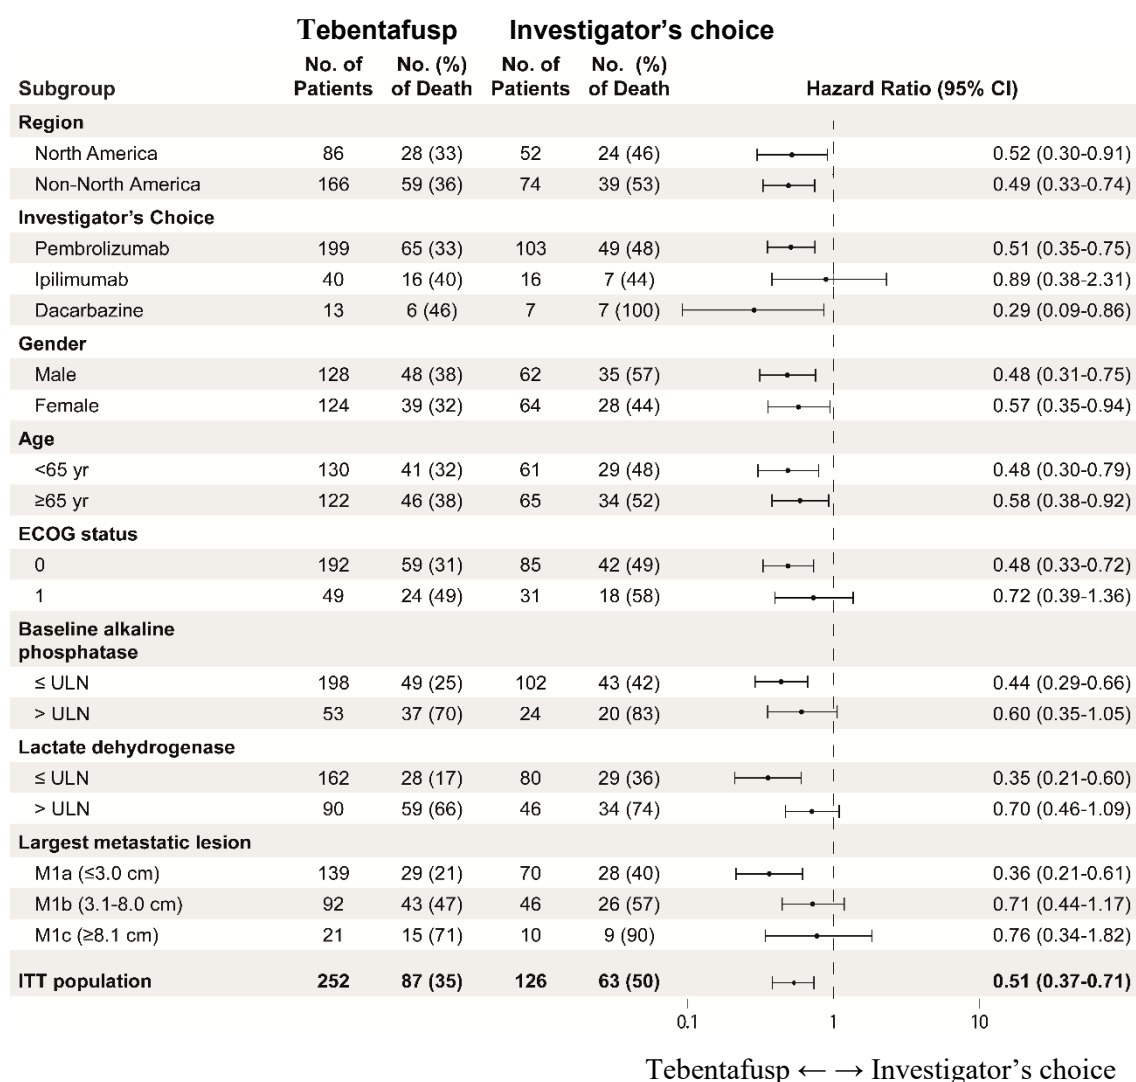 Tebentafusp Investigator's choice
No. of No. (%) No. of No. (%)
Subgroup Patients of Death Patients of Death Hazard Ratio (95% CI)
Region
North America 86 28 (33) 52 24 (46) 0.52 (0.30-0.91)
Non-North America 166 59 (36) 74 39 (53) 0.49 (0.33-0.74)
Investigator's Choice
Pembrolizumab 199 65 (33) 103 49 (48) 0.51 (0.35-0.75)
Ipilimumab 40 16 (40) 16 7 (44) 0.89 (0.38-2.31)
Dacarbazine 13 6 (46) 7 7 (100) 0.29 (0.09-0.86)
Gender
Male 128 48 (38) 62 35 (57) 0.48 (0.31-0.75)
Female 124 39 (32) 64 28 (44) 0.57 (0.35-0.94)
Age
<65 yr 130 41 (32) 61 29 (48) 0.48 (0.30-0.79)
≥65 yr 122 46 (38) 65 34 (52) 0.58 (0.38-0.92)
ECOG status
0 192 59 (31) 85 42 (49) 0.48 (0.33-0.72)
1 49 24 (49) 31 18 (58) 0.72 (0.39-1.36)
Baseline alkaline
phosphatase
≤ ULN 198 49 (25) 102 43 (42) 0.44 (0.29-0.66)
> ULN 53 37 (70) 24 20 (83) 0.60 (0.35-1.05)
Lactate dehydrogenase
≤ ULN 162 28 (17) 80 29 (36) 0.35 (0.21-0.60)
> ULN 90 59 (66) 46 34 (74) 0.70 (0.46-1.09)
Largest metastatic lesion
M1a (≤3.0 cm) 139 29 (21) 70 28 (40) 0.36 (0.21-0.61)
M1b (3.1-8.0 cm) 92 43 (47) 46 26 (57) 0.71 (0.44-1.17)
M1c (≥8.1 cm) 21 15 (71) 10 9 (90) 0.76 (0.34-1.82)
ITT population 252 87 (35) 126 63 (50) 0.51 (0.37-0.71)
0.1 1 10
Tebentafusp ← → Investigator's choice